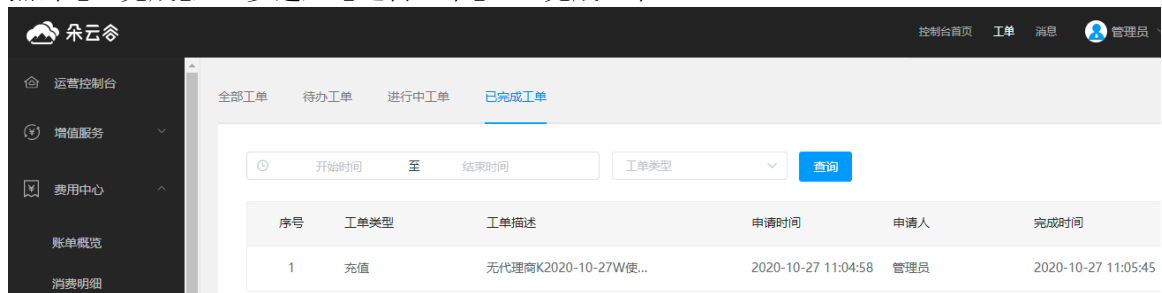 朵云谷
控制台首页 工单 消息 管理员
运营控制台
全部工单 待办工单 进行中工单 已完成工单
增值服务
开始时间 至 结束时间 工单类型 查询
费用中心
序号 工单类型 工单描述 申请时间 申请人 完成时间
账单概览
1 充值 无代理商K2020-10-27W使... 2020-10-27 11:04:58 管理员 2020-10-27 11:05:45
消费明细